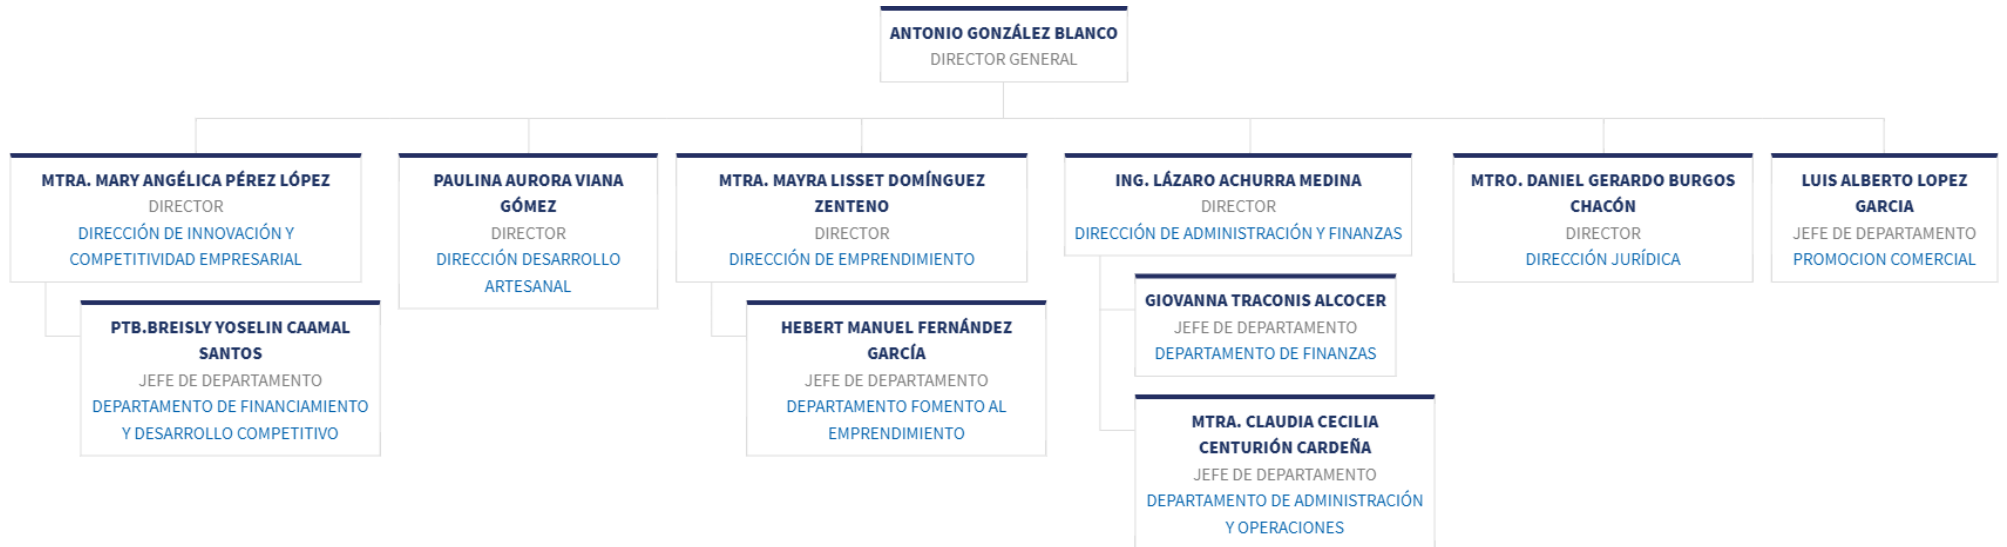 ANTONIO GONZÁLEZ BLANCO
DIRECTOR GENERAL
MTRA. MARY ANGÉLICA PÉREZ LÓPEZ
DIRECTOR
DIRECCIÓN DE INNOVACIÓN Y
COMPETITIVIDAD EMPRESARIAL
PTB.BREISLY YOSELIN CAAMAL
SANTOS
JEFE DE DEPARTAMENTO
DEPARTAMENTO DE FINANCIAMIENTO
Y DESARROLLO COMPETITIVO
PAULINA AURORA VIANA
GÓMEZ
DIRECTOR
DIRECCIÓN DESARROLLO
ARTESANAL
MTRA. MAYRA LISSET DOMÍNGUEZ
ZENTENO
DIRECTOR
DIRECCIÓN DE EMPRENDIMIENTO
HEBERT MANUEL FERNÁNDEZ
GARCÍA
JEFE DE DEPARTAMENTO
DEPARTAMENTO FOMENTO AL
EMPRENDIMIENTO
ING. LÁZARO ACHURRA MEDINA
DIRECTOR
DIRECCIÓN DE ADMINISTRACIÓN Y FINANZAS
GIOVANNA TRACONIS ALCOCER
JEFE DE DEPARTAMENTO
DEPARTAMENTO DE FINANZAS
MTRA. CLAUDIA CECILIA
CENTURIÓN CARDEÑA
JEFE DE DEPARTAMENTO
DEPARTAMENTO DE ADMINISTRACIÓN
Y OPERACIONES
MTRO. DANIEL GERARDO BURGOS
CHACÓN
DIRECTOR
DIRECCIÓN JURÍDICA
LUIS ALBERTO LOPEZ
GARCIA
JEFE DE DEPARTAMENTO
PROMOCION COMERCIAL